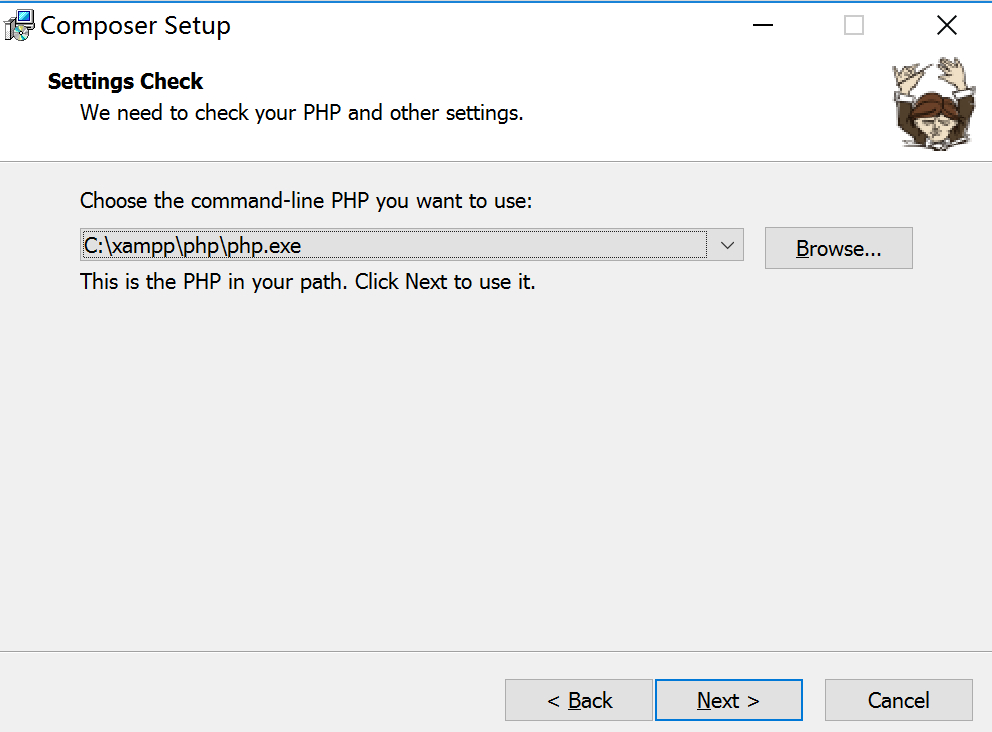 Composer Setup
Settings Check
We need to check your PHP and other settings.
Choose the command-line PHP you want to use:
C:\xampp\php\php.exe
Browse...
This is the PHP in your path. Click Next to use it.
< Back
Next >
Cancel